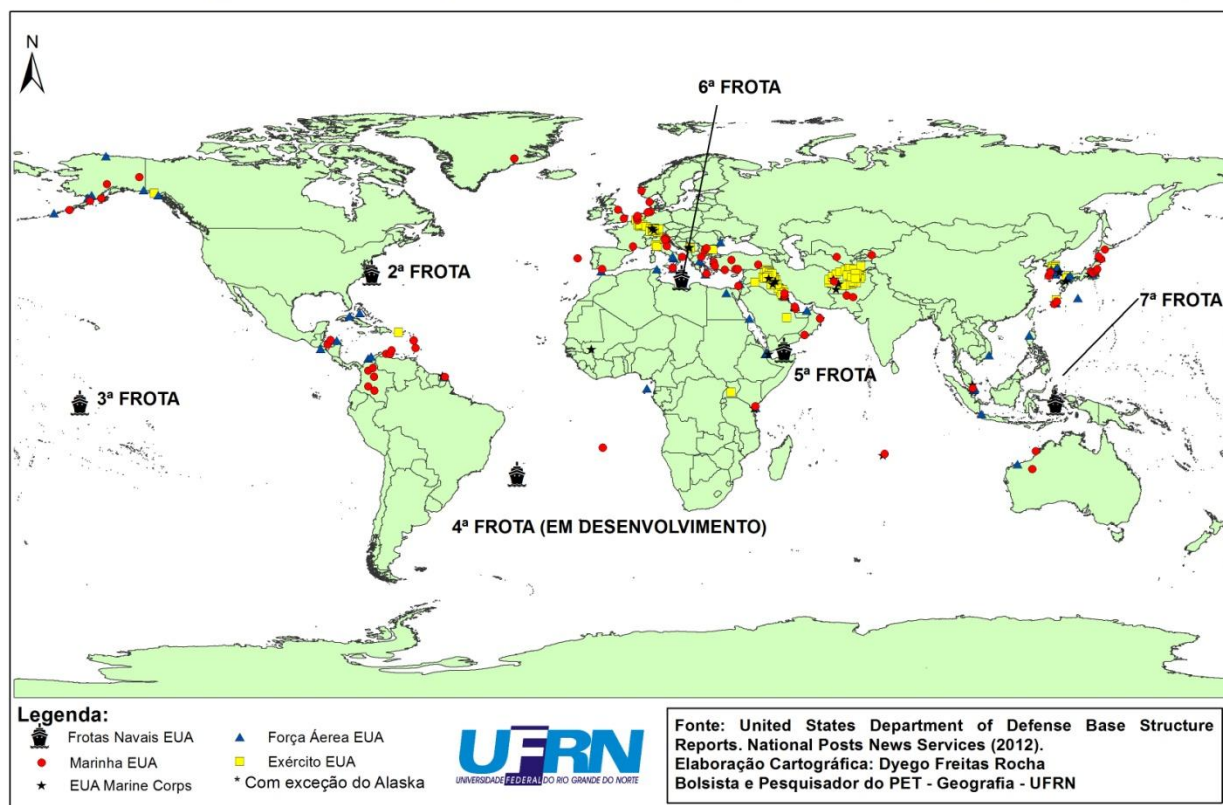 N
6ª FROTA
2ª FROTA
7ª FROTA
3ª FROTA
5ª FROTA
4ª FROTA (EM DESENVOLVIMENTO)
Legenda:
Frotas Navais EUA
Marinha EUA
EUA Marine Corps
Força Áerea EUA
Exército EUA
* Com exceção do Alaska
UFRN
UNIVERSIDADE FEDERAL DO RIO GRANDE DO NORTE
Fonte: United States Department of Defense Base Structure
Reports. National Posts News Services (2012).
Elaboração Cartográfica: Dyego Freitas Rocha
Bolsista e Pesquisador do PET - Geografia - UFRN